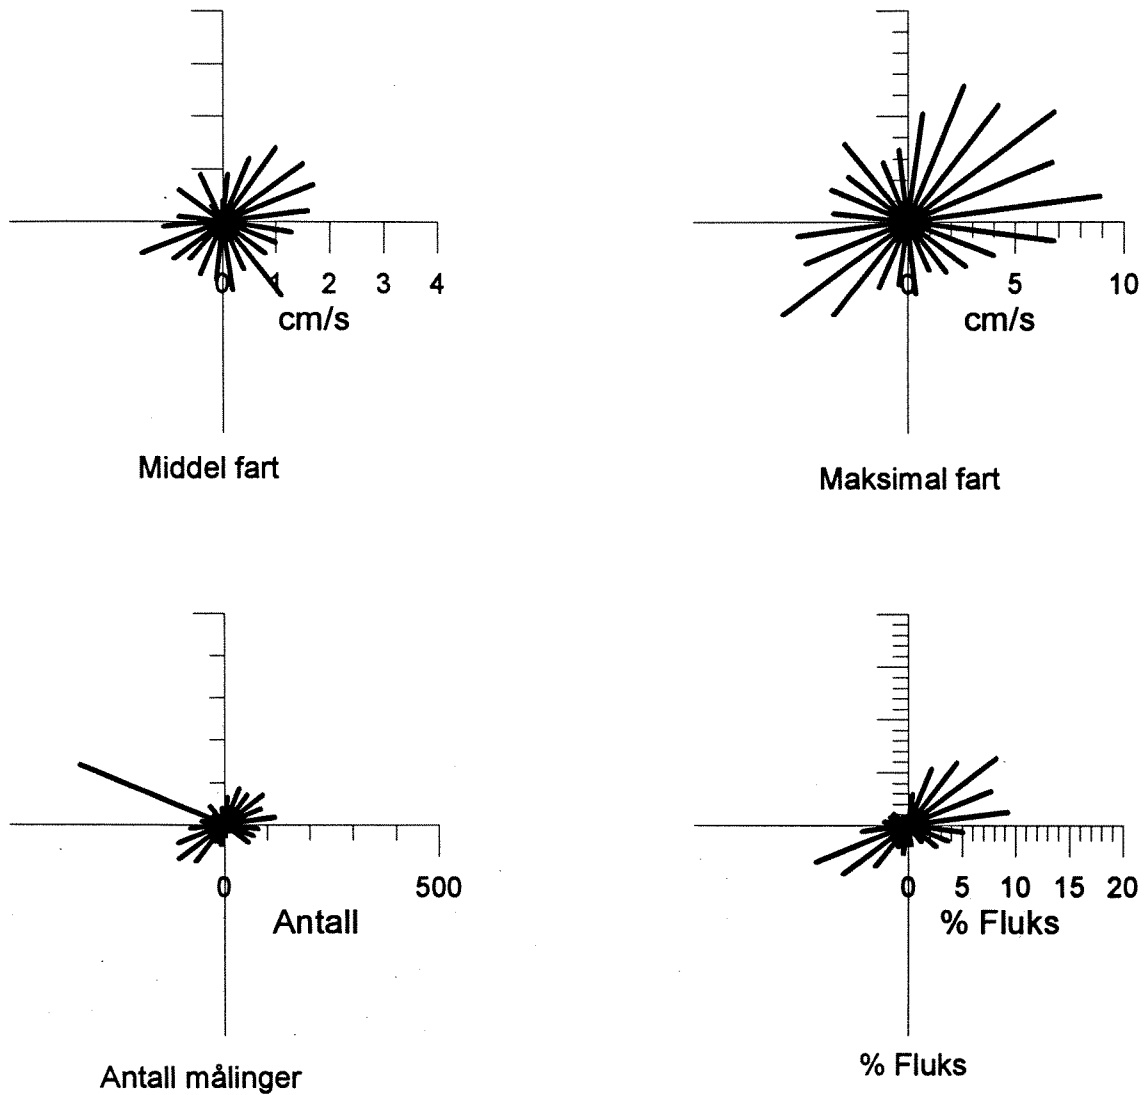 0 1 2 3 4
cm/s
Middel fart
0 5 10
cm/s
Maksimal fart
0 500
Antall
Antall målinger
0 5 10 15 20
% Fluks
% Fluks